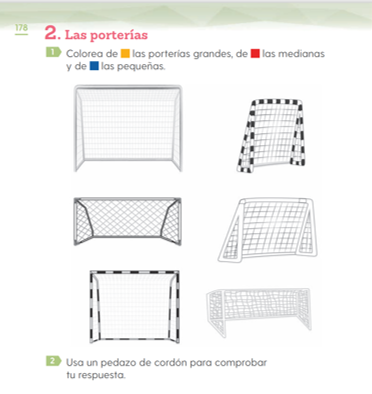 178
2. Las porterías
1 Colorea de las porterías grandes, de las medianas
y de las pequeñas.
2 Usa un pedazo de cordón para comprobar
tu respuesta.